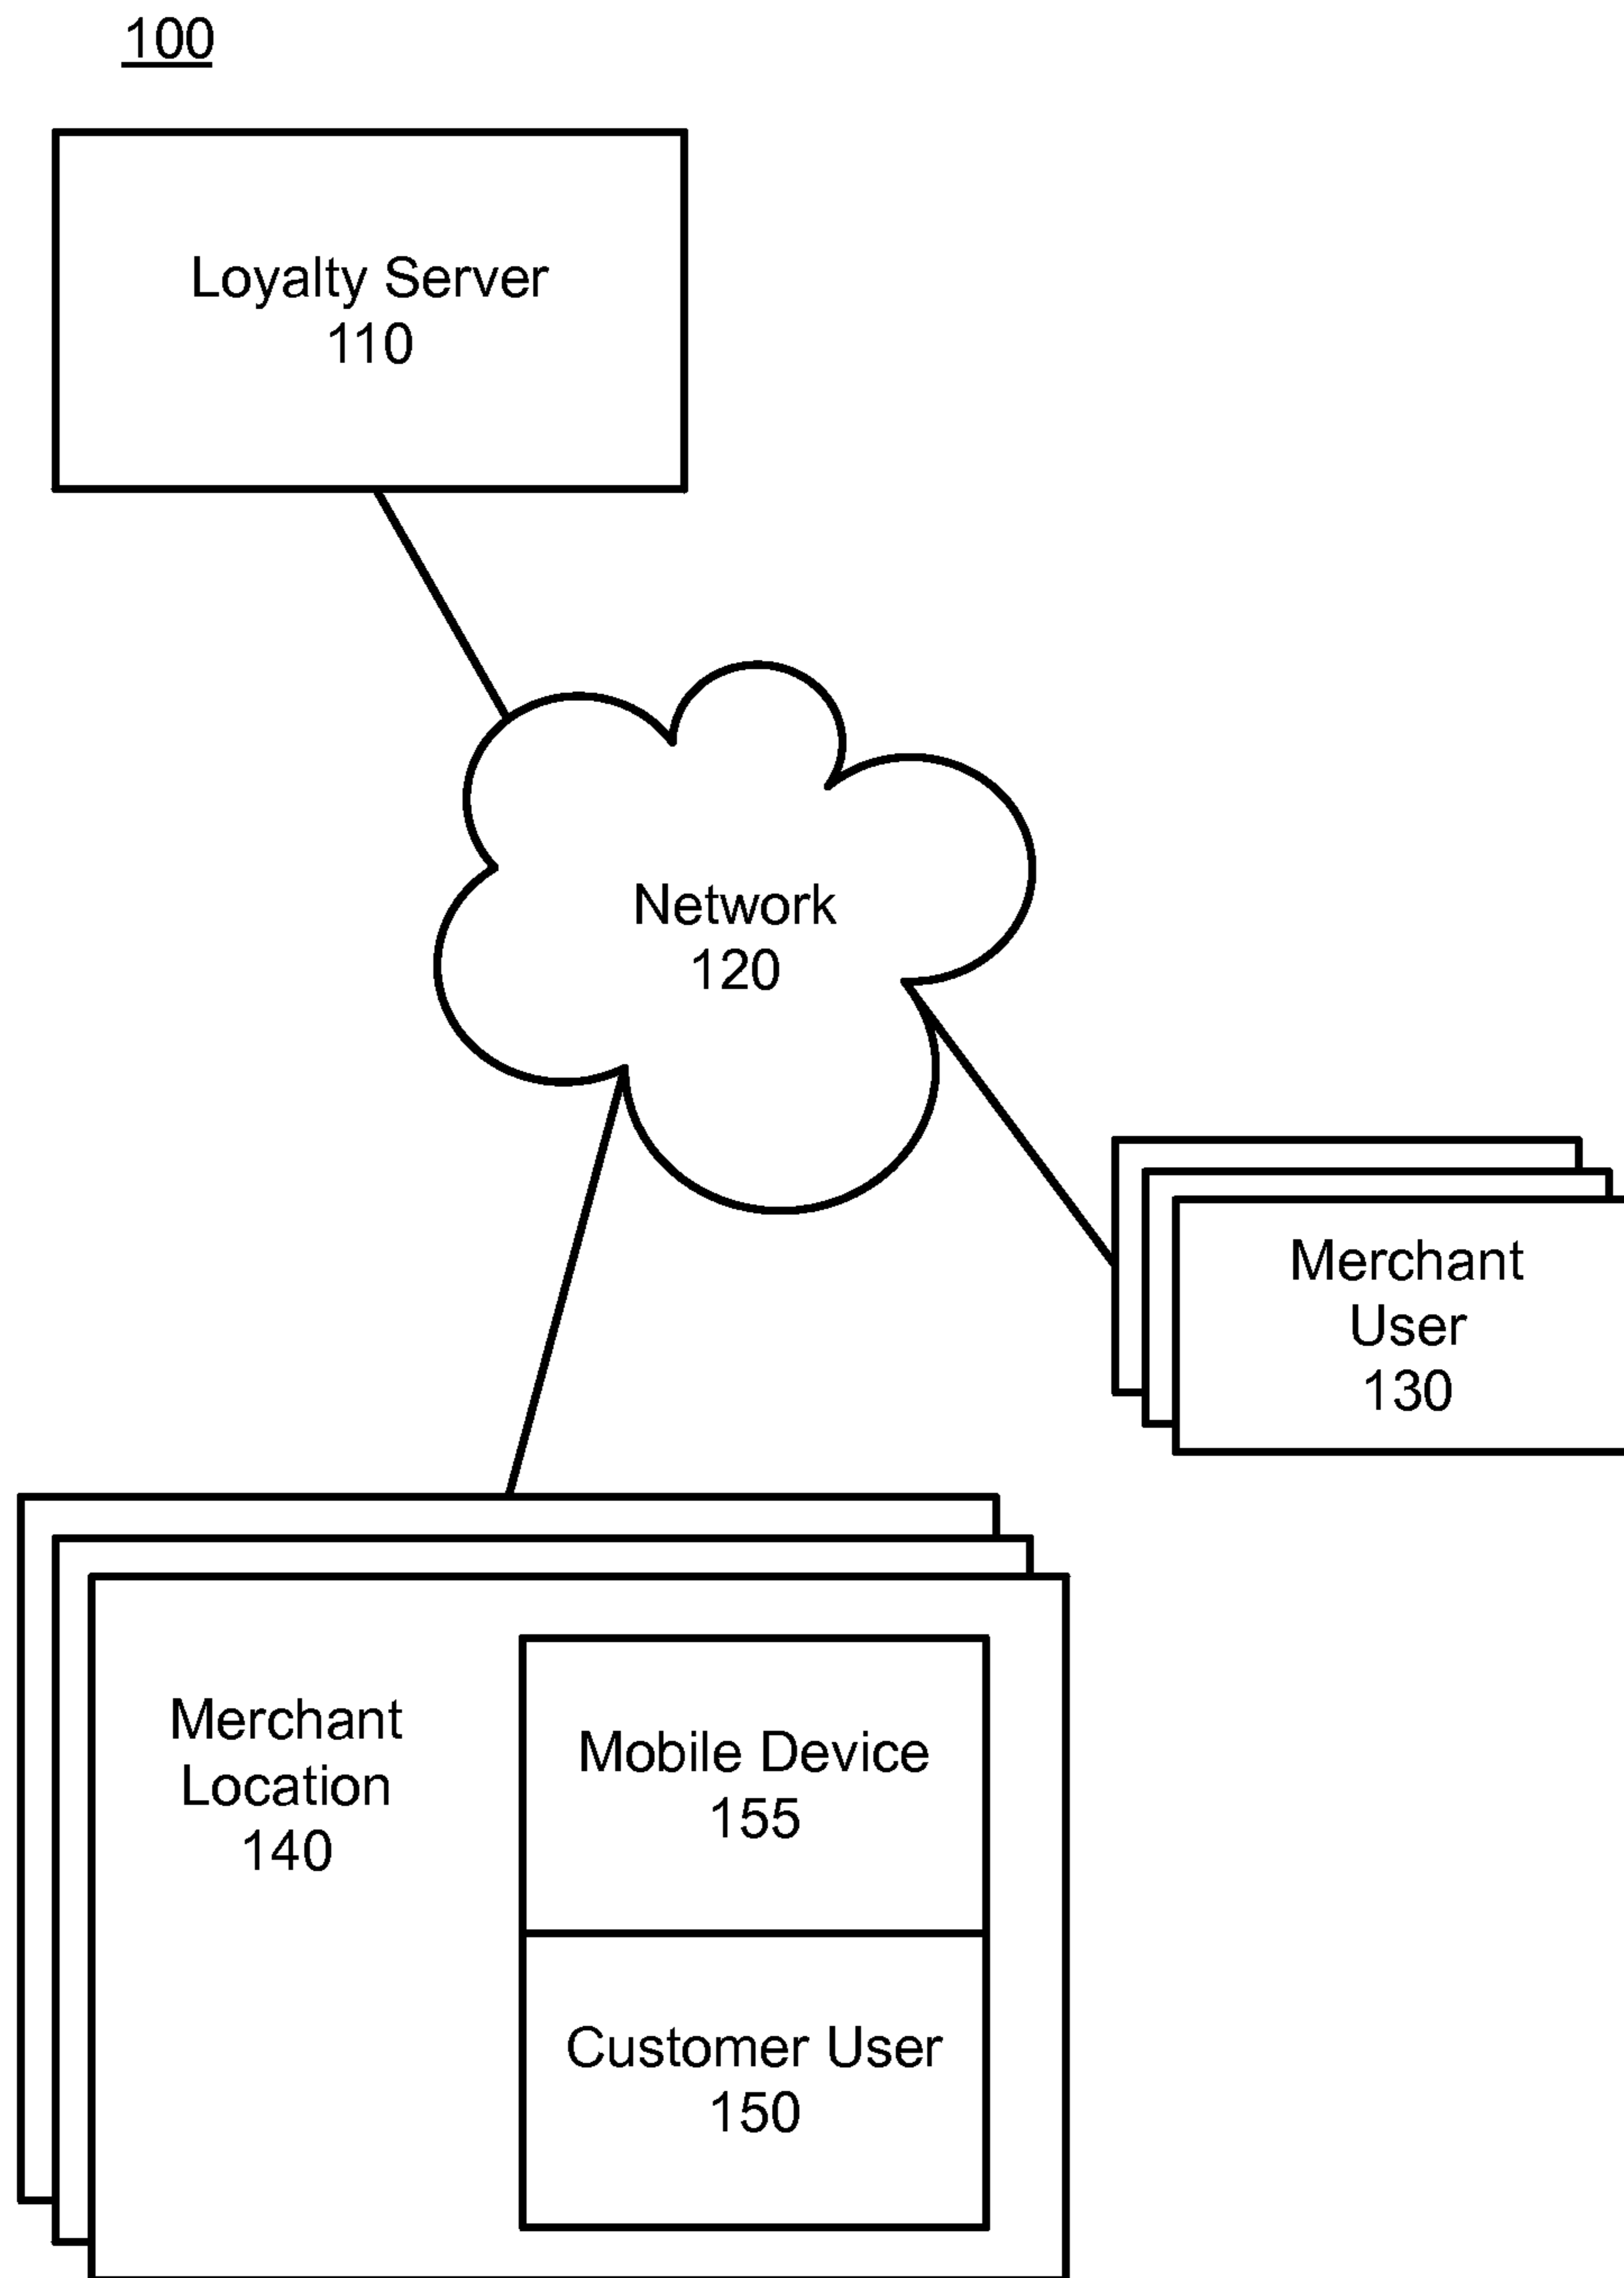 100
Loyalty Server
110
Network
120
Merchant
User
130
Merchant
Location
140
Mobile Device
155
Customer User
150